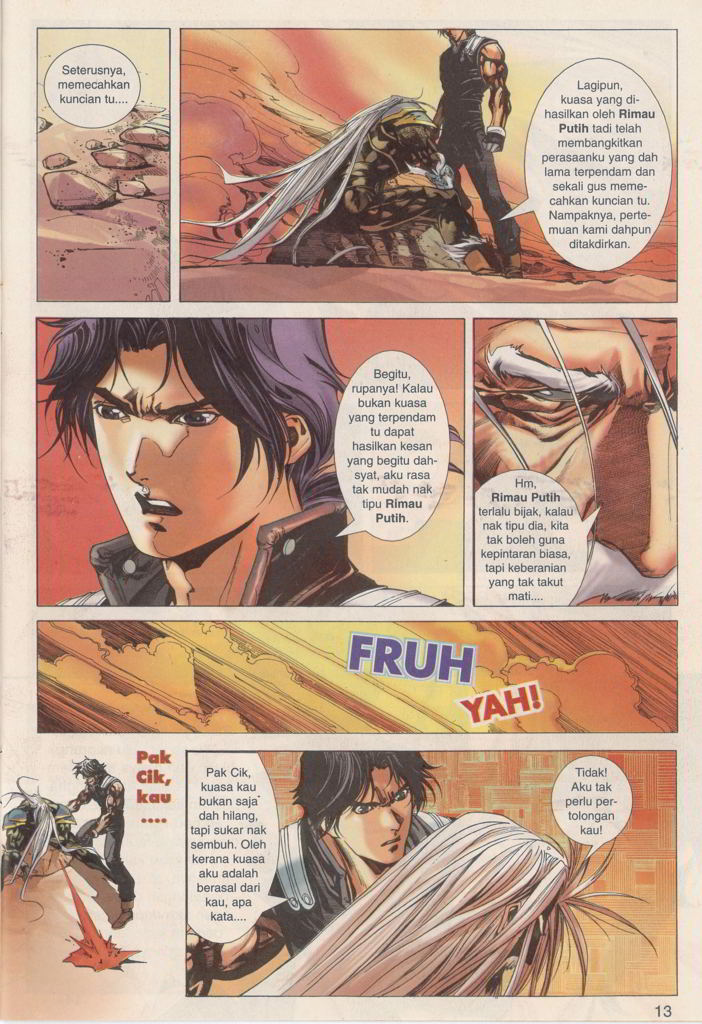 Seterusnya,
memecahkan
kuncian tu....
Lagipun,
kuasa yang di-
hasilkan oleh Rimau
Putih tadi telah
membangkitkan
perasaanku yang dah
lama terpendam dan
sekali gus meme-
cahkan kuncian tu.
Nampaknya, perte-
muan kami dahpun
ditakdirkan.
Begitu,
rupanya! Kalau
bukan kuasa
yang terpendam
tu dapat
hasilkan kesan
yang begitu dah-
syat, aku rasa
tak mudah nak
tipu Rimau
Putih.
Hm,
Rimau Putih
terlalu bijak, kalau
nak tipu dia, kita
tak boleh guna
kepintaran biasa,
tapi keberanian
yang tak takut
mati....
FRUH
YAH!
Pak
Cik,
kau
....
Pak Cik,
kuasa kau
bukan saja
dah hilang,
tapi sukar nak
sembuh. Oleh
kerana kuasa
aku adalah
berasal dari
kau, apa
kata....
Tidak!
Aku tak
perlu per-
tolongan
kau!
13